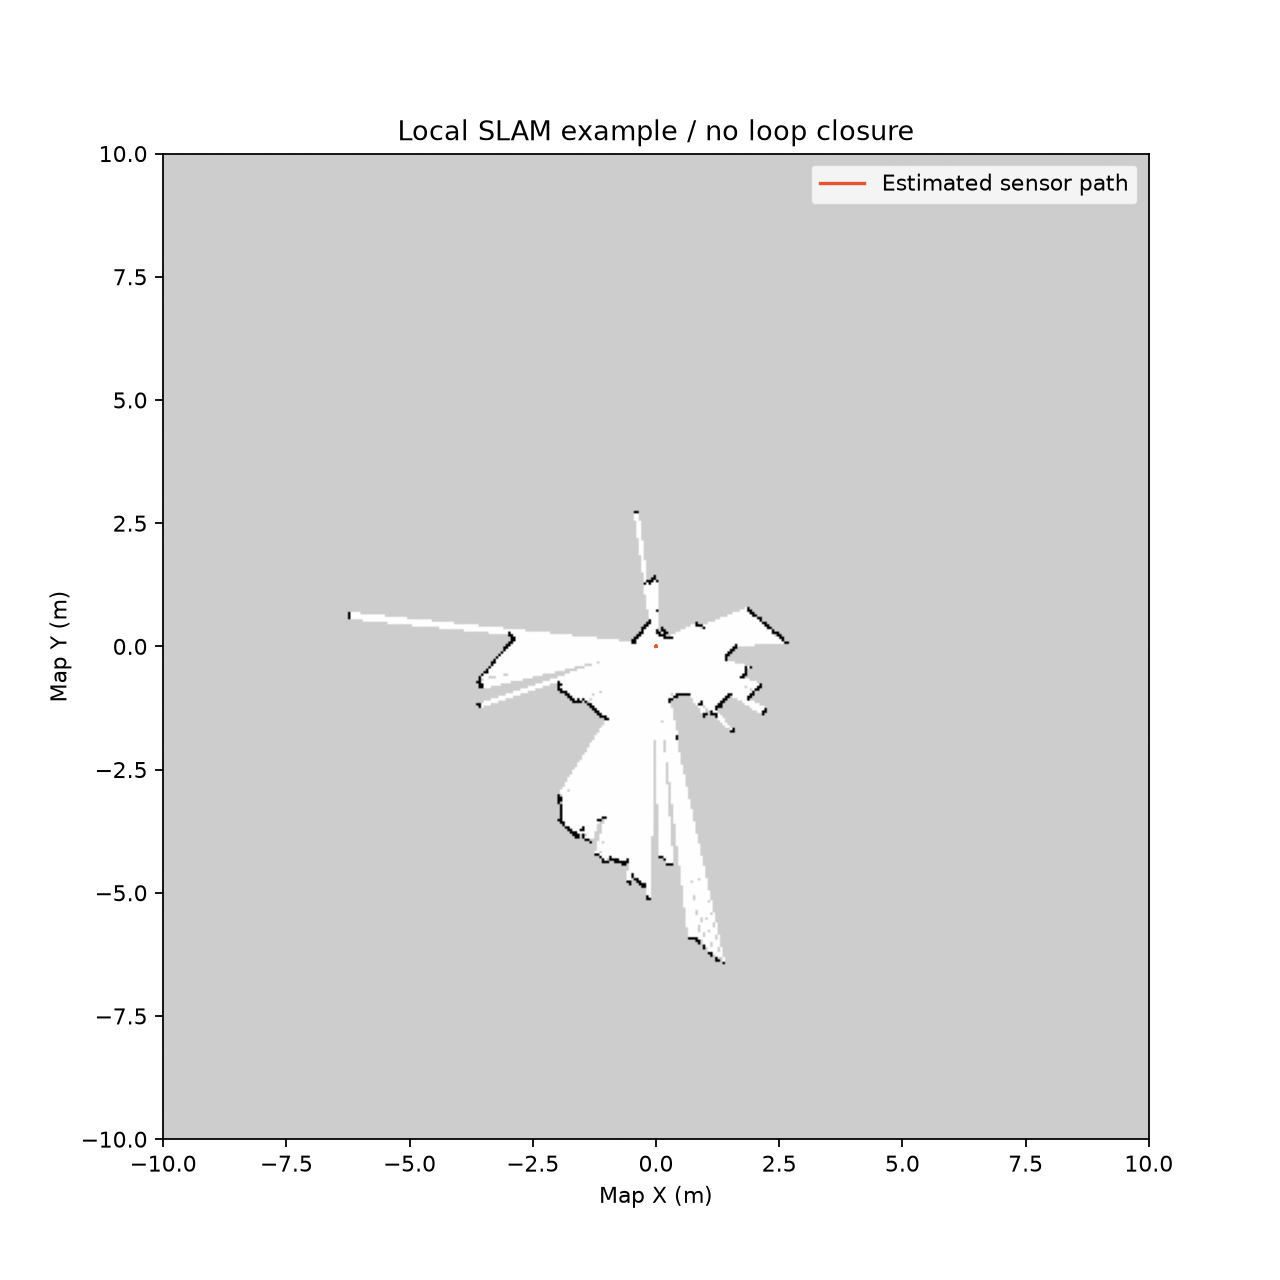 Local SLAM example / no loop closure
Estimated sensor path
10.0
7.5
5.0
2.5
0.0
−2.5
−5.0
−7.5
−10.0
Map Y (m)
−10.0 −7.5 −5.0 −2.5 0.0 2.5 5.0 7.5 10.0
Map X (m)